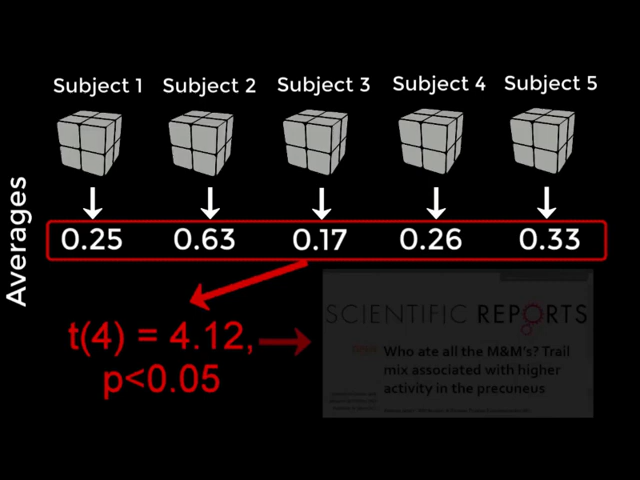 Subject 1 Subject 2 Subject 3 Subject 4 Subject 5
Averages
0.25 0.63 0.17 0.26 0.33
t(4) = 4.12,
p<0.05
SCIENTIFIC REPORTS
Who ate all the M&M's? Trail
mix associated with higher
activity in the precuneus